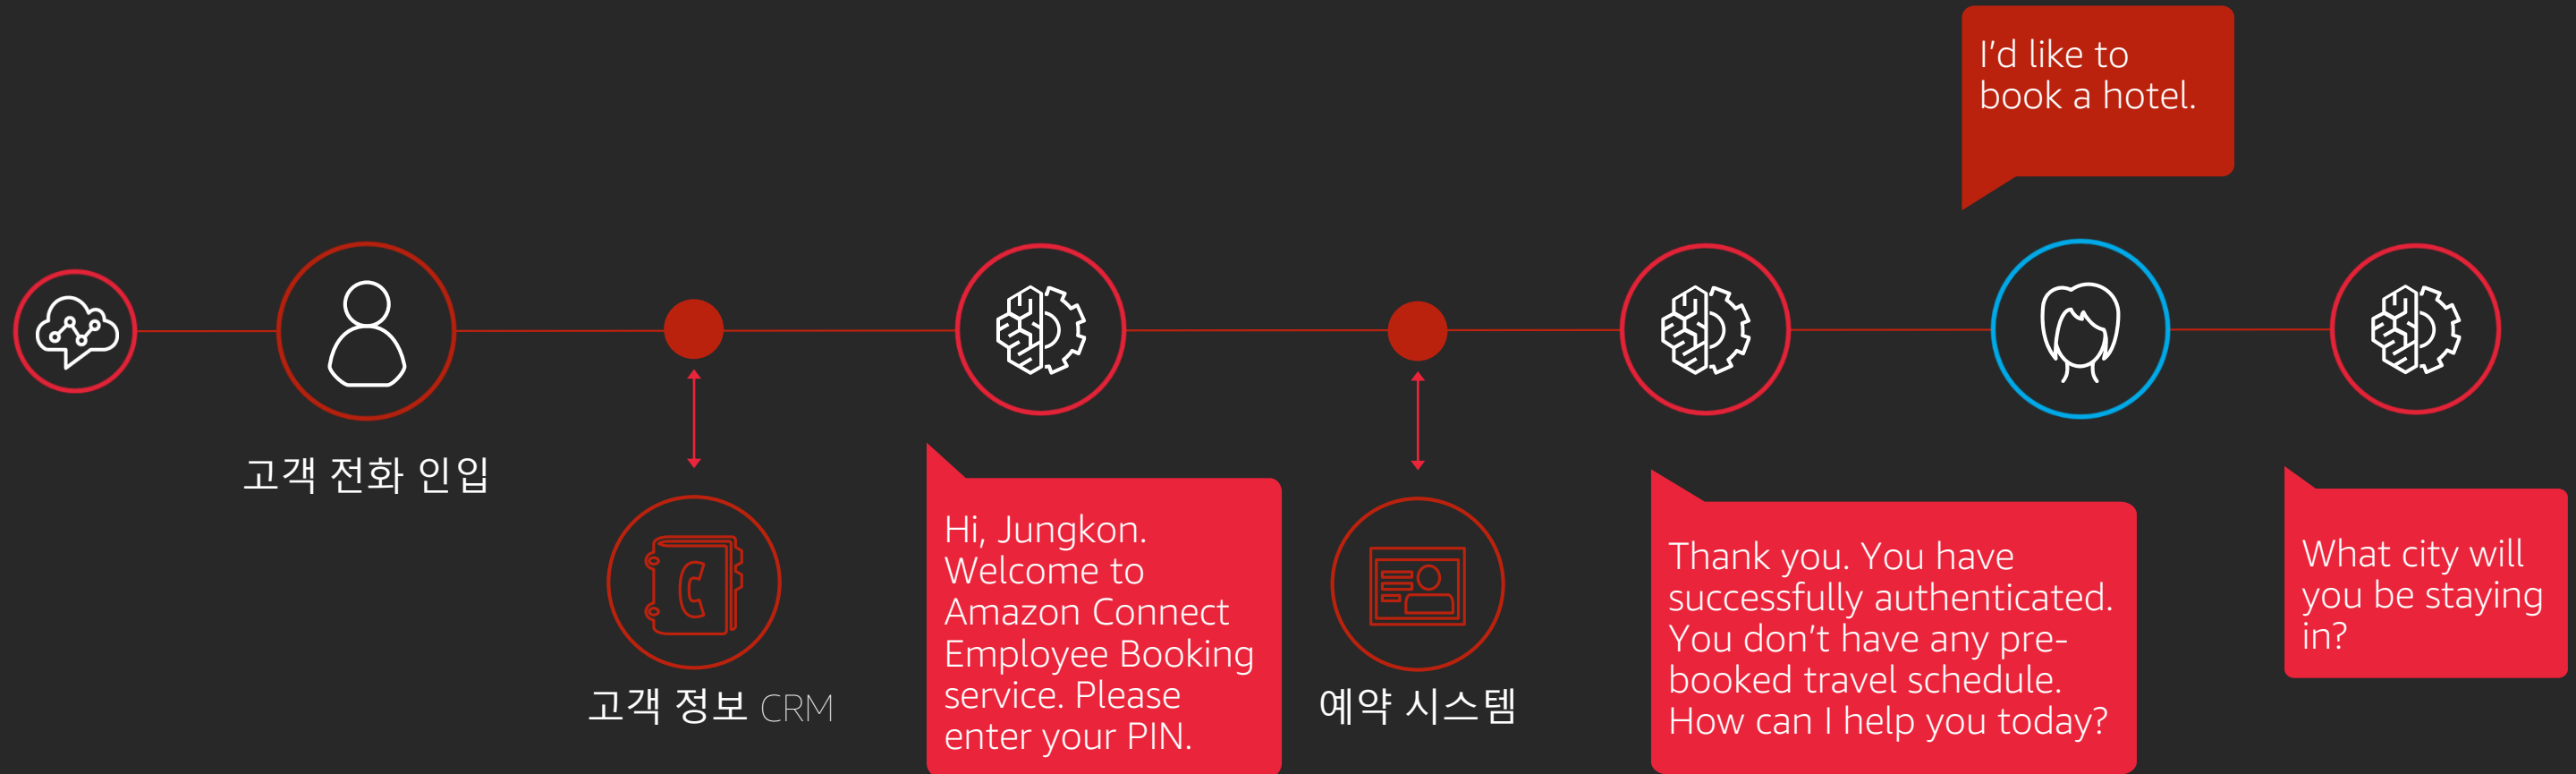 고객 전화 인입
고객 정보 CRM
Hi, Jungkon.
Welcome to
Amazon Connect
Employee Booking
service. Please
enter your PIN.
예약 시스템
Thank you. You have
successfully authenticated.
You don't have any pre-
booked travel schedule.
How can I help you today?
I'd like to
book a hotel.
What city will
you be staying
in?